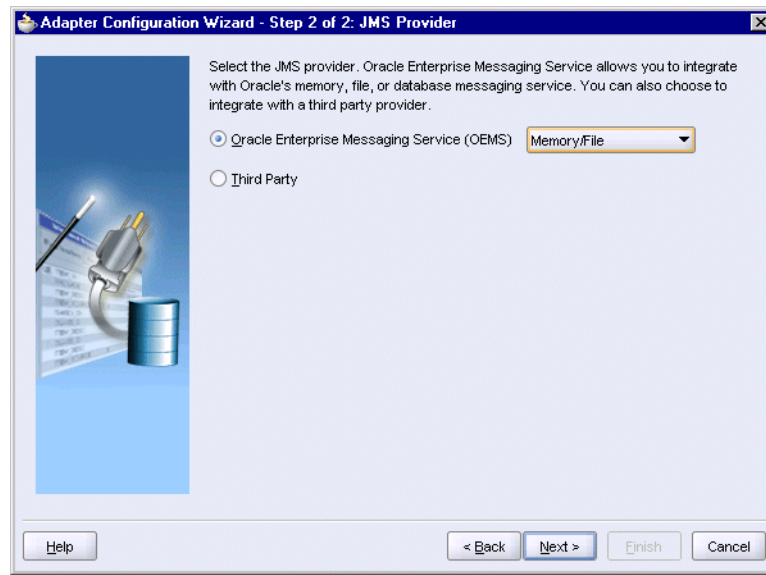 Adapter Configuration Wizard - Step 2 of 2: JMS Provider
Select the JMS provider. Oracle Enterprise Messaging Service allows you to integrate
with Oracle's memory, file, or database messaging service. You can also choose to
integrate with a third party provider.
Oracle Enterprise Messaging Service (OEMS) Memory/File
Third Party
Help < Back Next > Finish Cancel